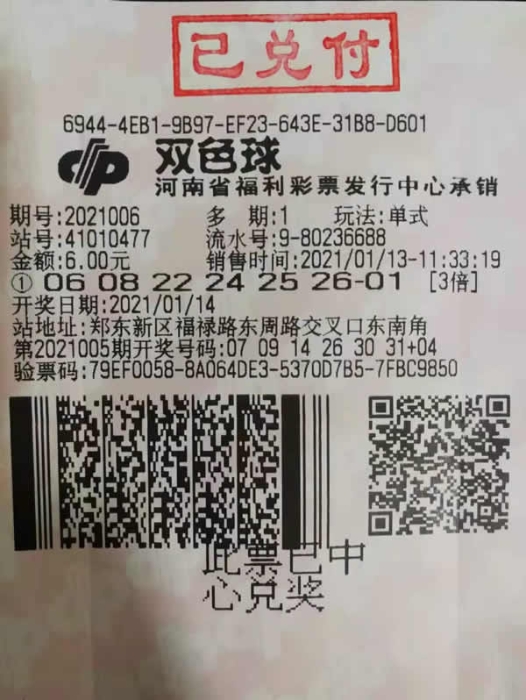 已兑付
6944-4EB1-9B97-EF23-643E-31B8-D601
双色球
河南省福利彩票发行中心承销
期号:2021006 多 期:1 玩法:单式
站号:41010477 流水号:9-80236688
金额:6.00元 销售时间:2021/01/13-11:33:19
① 06 08 22 24 25 26-01 [3倍]
开奖日期:2021/01/14
站地址:郑东新区福禄路东周路交叉口东南角
第2021005期开奖号码:07 09 14 26 30 31+04
验票码:79EF0058-8A064DE3-5370D7B5-7FBC9850
此票已中
心兑奖